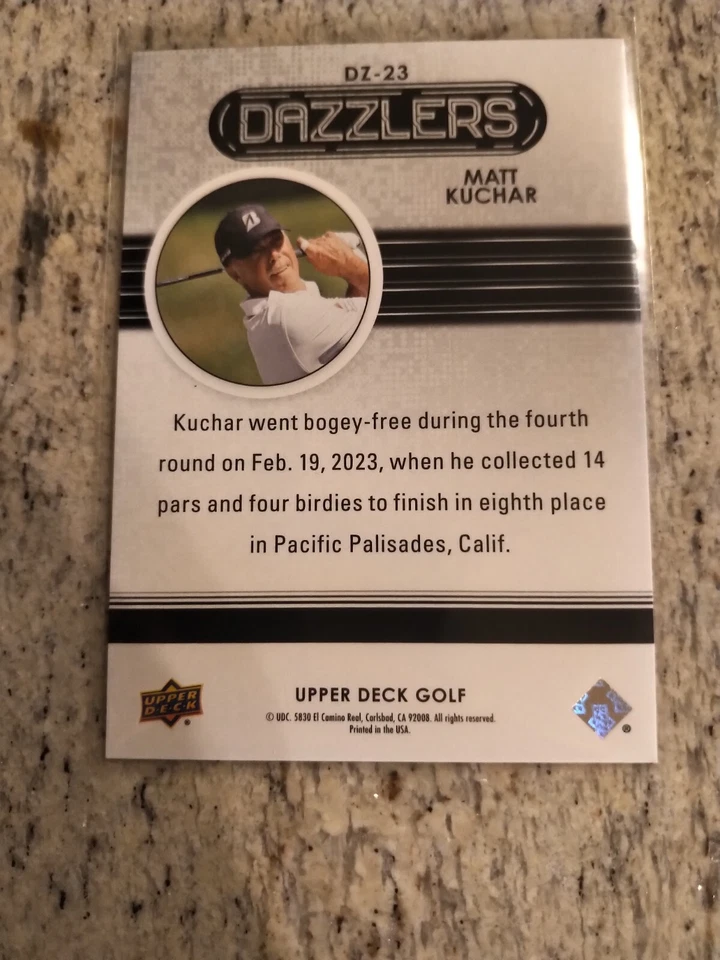 DZ-23
DAZZLERS
MATT
KUCHAR
Kuchar went bogey-free during the fourth
round on Feb. 19, 2023, when he collected 14
pars and four birdies to finish in eighth place
in Pacific Palisades, Calif.
UPPER DECK GOLF
© UDC. 5830 El Camino Real, Carlsbad, CA 92008. All rights reserved.
Printed in the USA.
UPPER
D•E•C•K
®
®